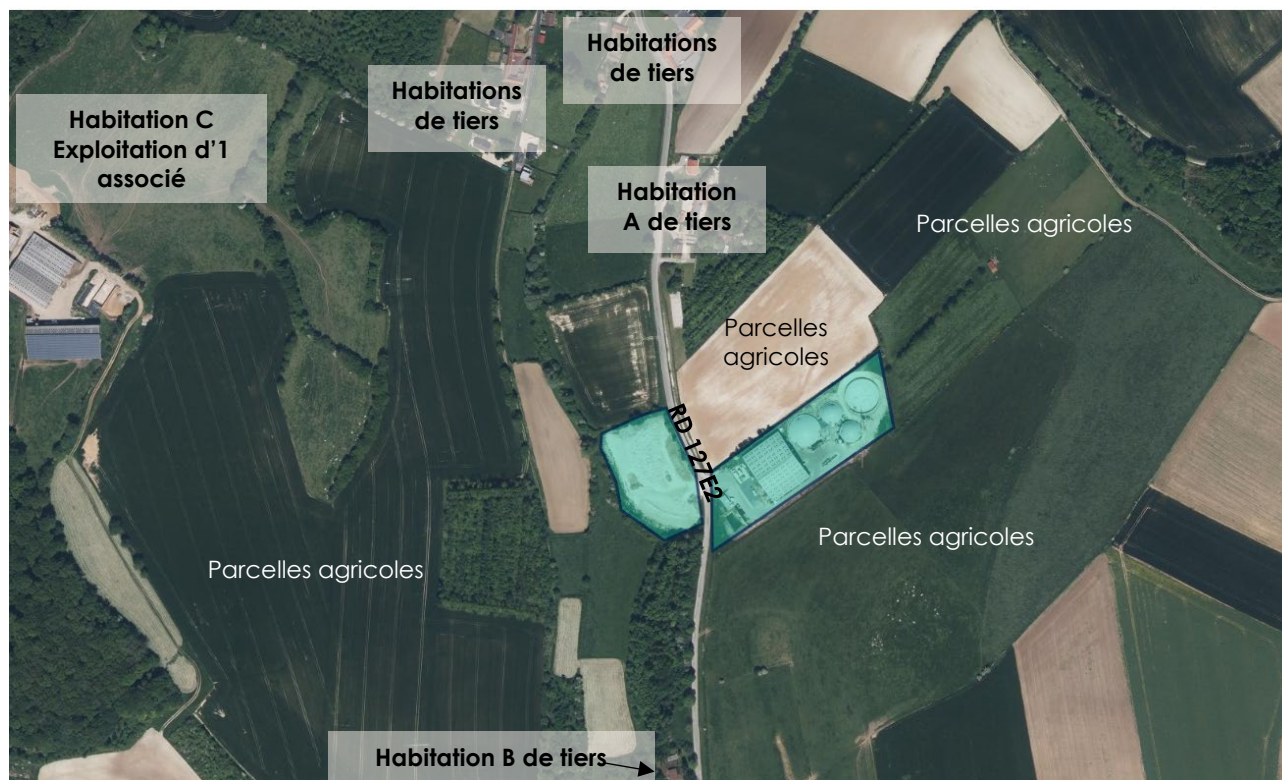 Habitations
de tiers
Habitations
de tiers
Habitation C
Exploitation d’1
associé
Habitation
A de tiers
Parcelles agricoles
Parcelles
agricoles
RD 127E2
Parcelles agricoles
Parcelles agricoles
Habitation B de tiers